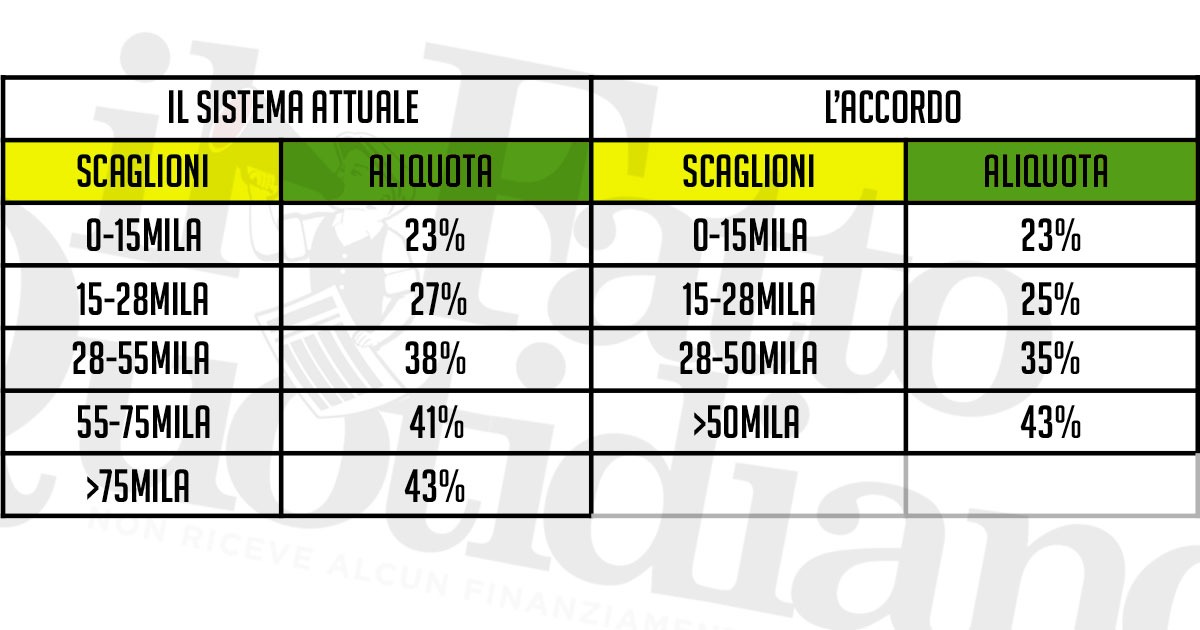 IL SISTEMA ATTUALE L'ACCORDO
SCAGLIONI ALIQUOTA SCAGLIONI ALIQUOTA
0-15MILA 23% 0-15MILA 23%
15-28MILA 27% 15-28MILA 25%
28-55MILA 38% 28-50MILA 35%
55-75MILA 41% >50MILA 43%
>75MILA 43%
il Fatto
Quotidiano
NON RICEVE ALCUN FINANZIAMEN